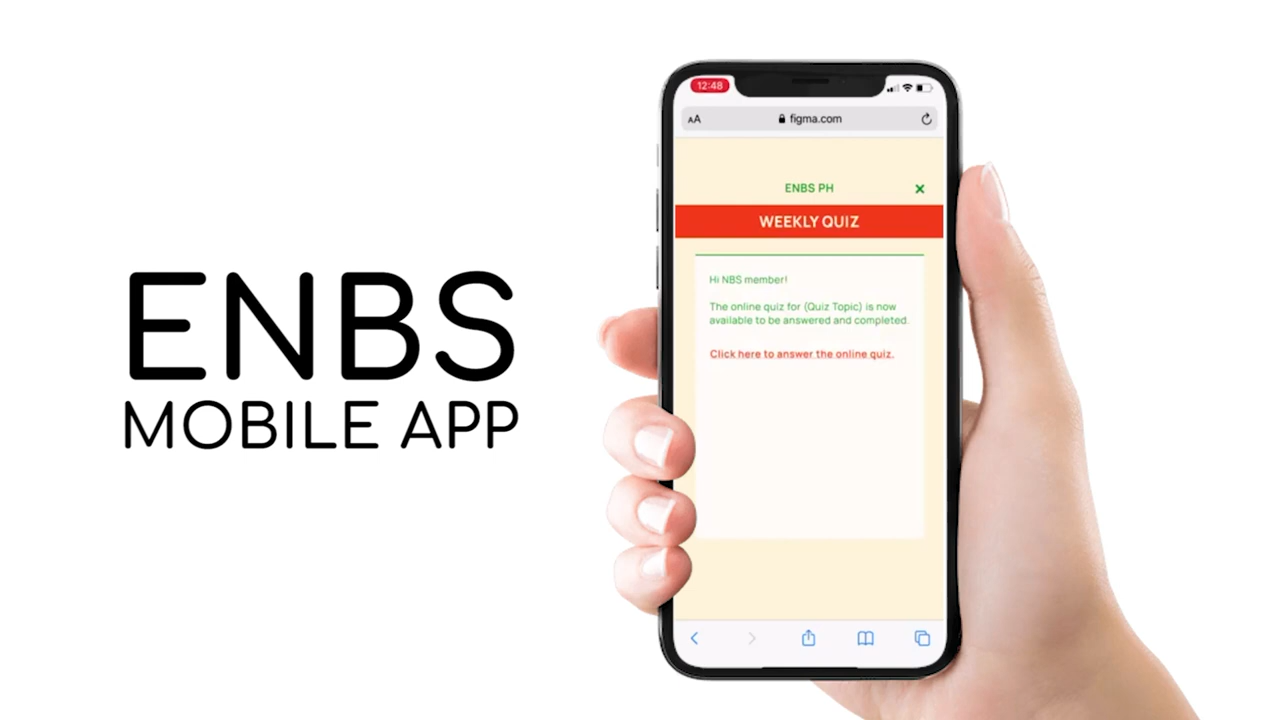 ENBS
MOBILE APP
12:48
AA
figma.com
ENBS PH
WEEKLY QUIZ
Hi NBS member!
The online quiz for (Quiz Topic) is now
available to be answered and completed.
Click here to answer the online quiz.